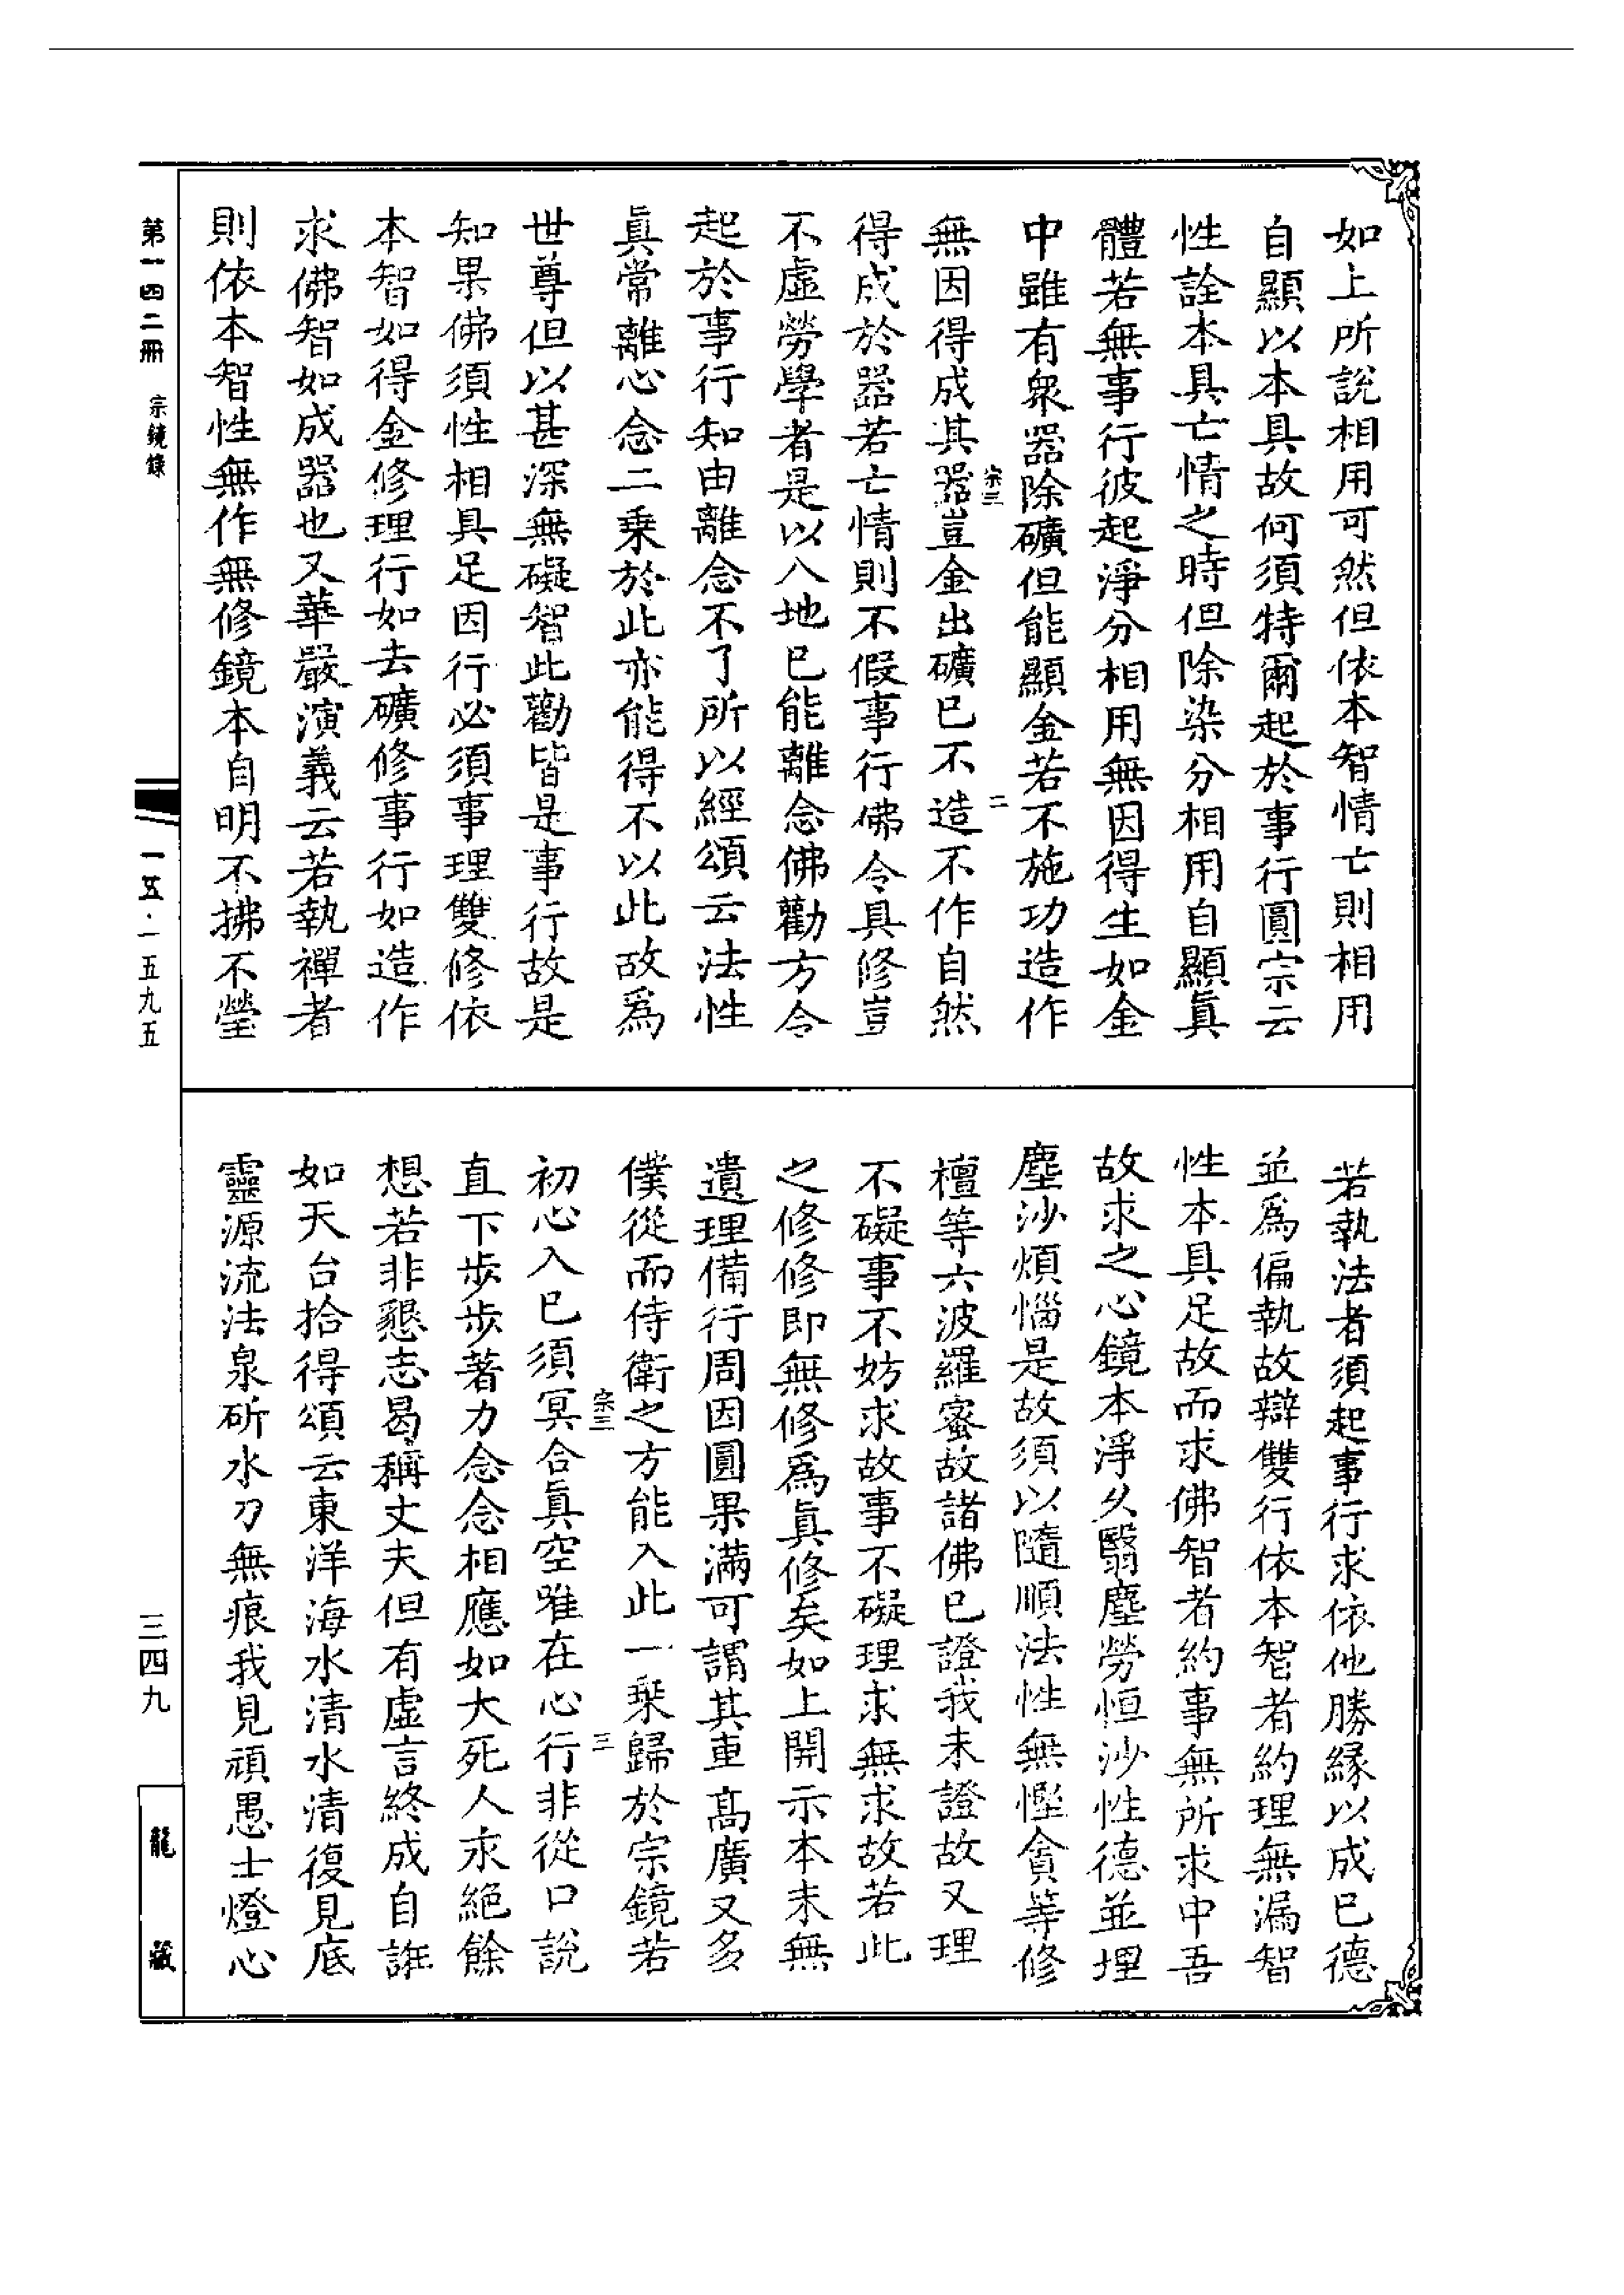 如上所說相用可然但依本智情亡則相用
自顯以本具故何須特爾起於事行圓宗云
性詮本具亡情之時但除染分相用自顯眞
體若無事行彼起淨分相用無因得生如金
中雖有衆器除礦但能顯金若不施功造作
無因得成其器豈金出礦已不造不作自然
宗三
二
得成於器若亡情則不假事行佛令具修豈
不虛勞學者是以八地已能離念佛勸方令
起於事行知由離念不了所以經頌云法性
眞常離心念二乗於此亦能得不以此故爲
世尊但以甚深無礙智此勸皆是事行故是
知果佛須性相具足因行必須事理雙修依
本智如得金修理行如去礦修事行如造作
求佛智如成器也又華嚴演義云若執禪者
則依本智性無作無修鏡本自明不拂不瑩
若執法者須起事行求依他勝縁以成已德
並爲偏執故辯雙行依本智者約理無漏智
性本具足故而求佛智者約事無所求中吾
故求之心鏡本淨久翳塵勞恒沙性德並埋
塵沙煩惱是故須以隨順法性無慳貪等修
檀等六波羅蜜故諸佛已證我未證故又理
不礙事不妨求故事不礙理求無求故若此
之修修即無修爲眞修矣如上開示本末無
遺理備行周因圓果滿可謂其車高廣又多
僕從而侍衛之方能入此一乗歸於宗鏡若
宗三
三
初心入已須冥合眞空唯在心行非從口說
直下步步著力念念相應如大死人永絕餘
想若非懇志曷稱丈夫但有虛言終成自誑
如天台拾得頌云東洋海水清水清復見底
靈源流法泉斫水刀無痕我見頑愚士燈心
第一四二冊
宗鏡錄
一五·一五九五
三四九
龍藏